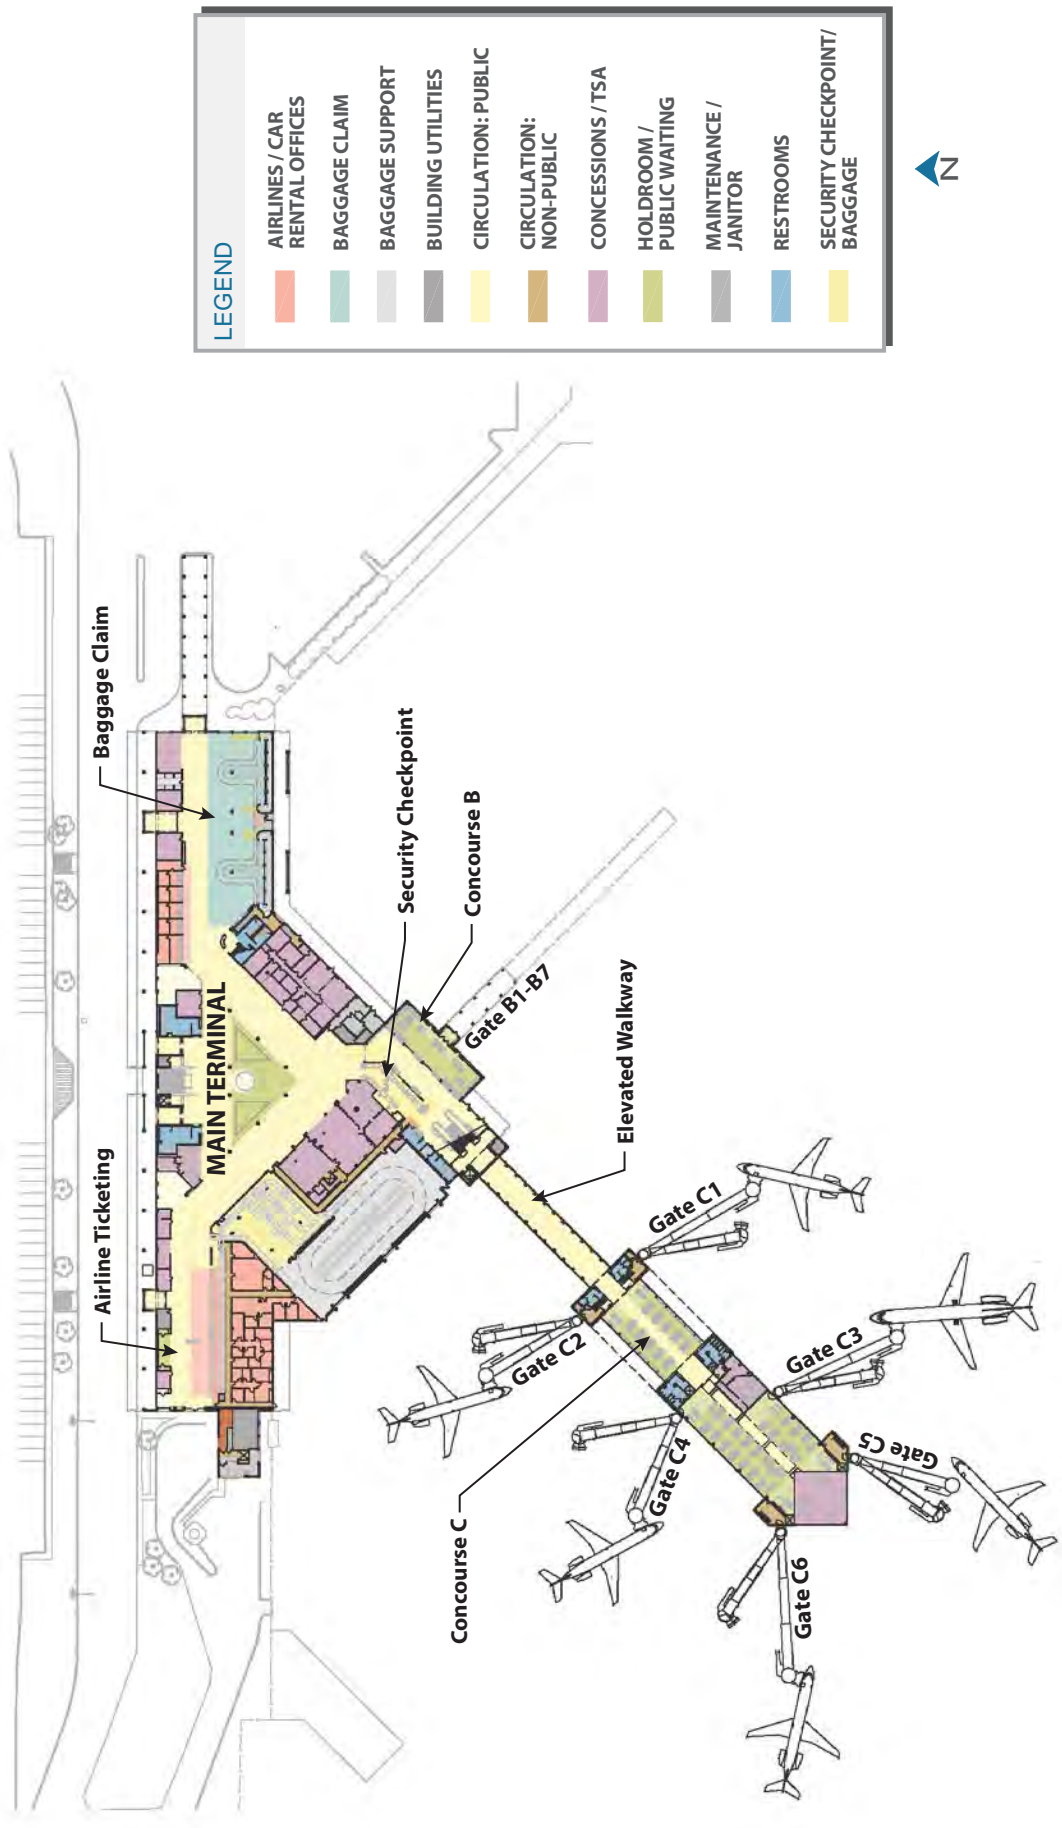 LEGEND
AIRLINES / CAR
RENTAL OFFICES
BAGGAGE CLAIM
BAGGAGE SUPPORT
BUILDING UTILITIES
CIRCULATION: PUBLIC
CIRCULATION:
NON-PUBLIC
CONCESSIONS / TSA
HOLDROOM /
PUBLIC WAITING
MAINTENANCE /
JANITOR
RESTROOMS
SECURITY CHECKPOINT/
BAGGAGE
N
Airline Ticketing
MAIN TERMINAL
Baggage Claim
Security Checkpoint
Concourse B
Gate B1-B7
Elevated Walkway
Gate C1
Gate C2
Gate C3
Gate C4
Gate C5
Gate C6
Concourse C